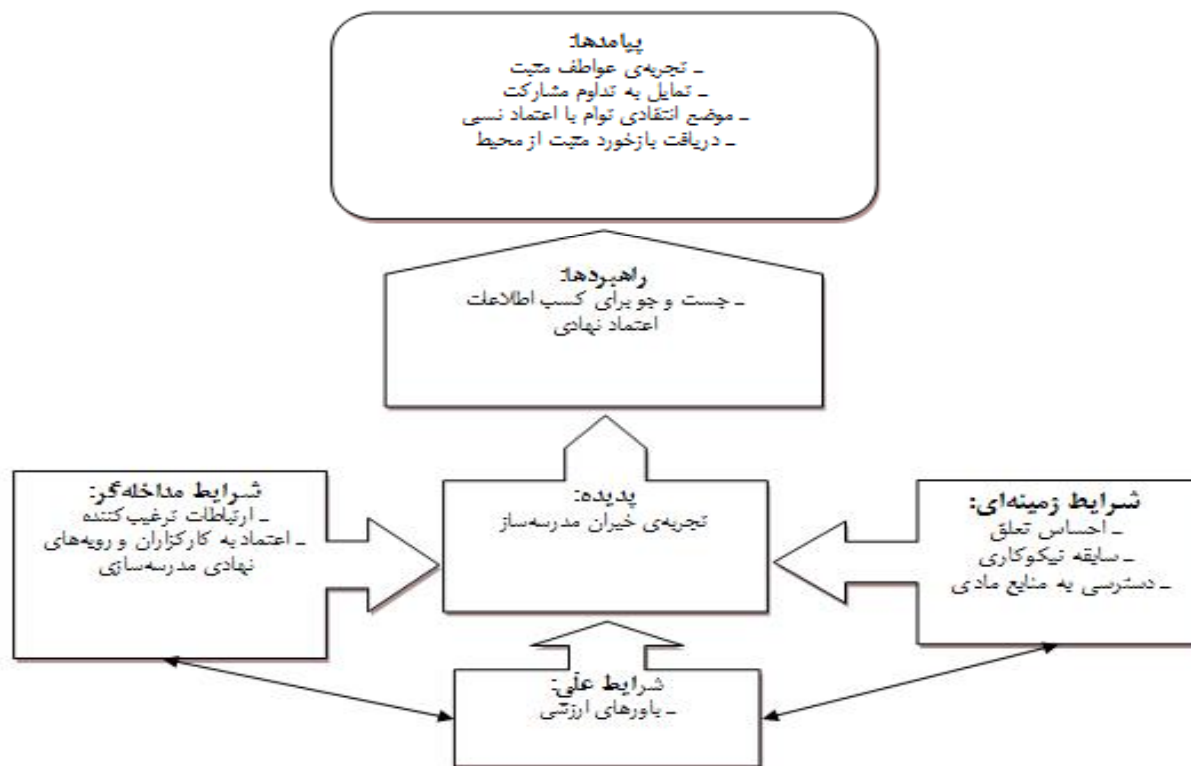 پیامدها:
ـ تجربه‌ی عواطف مثبت
ـ تمایل به تداوم مشارکت
ـ موضع انتقادی توام با اعتماد نسبی
ـ دریافت بازخورد مثبت از محیط
راهبردها:
ـ جست و جو برای کسب اطلاعات
اعتماد نهادی
شرایط زمینه‌ای:
ـ احساس تعلق
ـ سابقه نیکوکاری
ـ دسترسی به منابع مادی
پدیده:
تجربه‌ی خیران مدرسه‌ساز
شرایط مداخله‌گر:
ـ ارتباطات ترغیب‌کننده
ـ اعتماد به کارگزاران و رویه‌های
نهادی مدرسه‌سازی
شرایط علّی:
ـ باورهای ارزشی